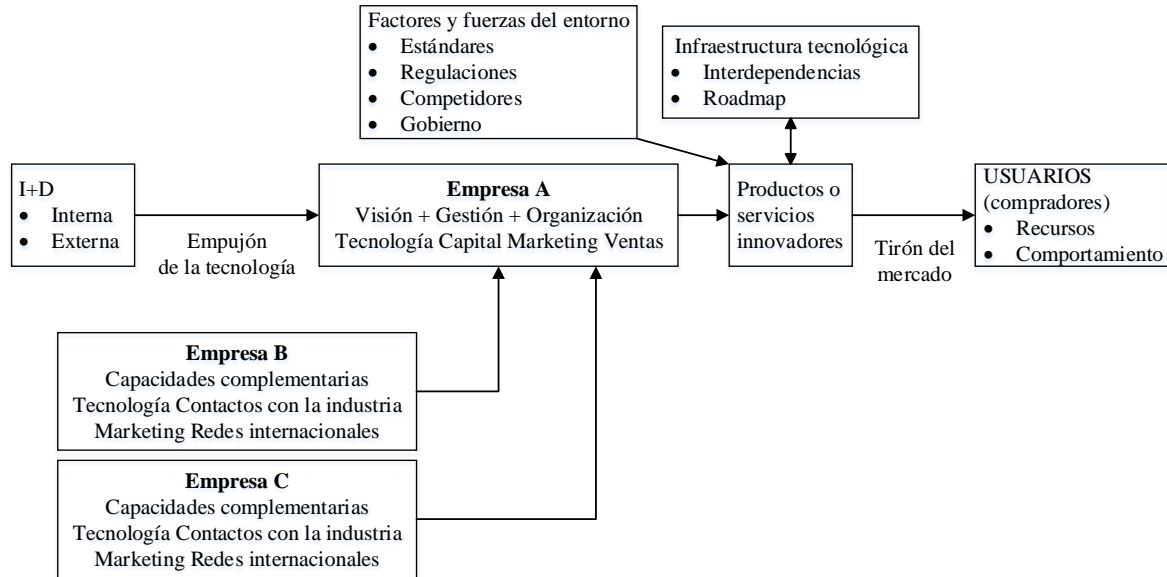 Factores y fuerzas del entorno
• Estándares
• Regulaciones
• Competidores
• Gobierno
Infraestructura tecnológica
• Interdependencias
• Roadmap
I+D
• Interna
• Externa
Empujón
de la tecnología
Empresa A
Visión + Gestión + Organización
Tecnología Capital Marketing Ventas
Productos o
servicios
innovadores
Tirón del
mercado
USUARIOS
(compradores)
• Recursos
• Comportamiento
Empresa B
Capacidades complementarias
Tecnología Contactos con la industria
Marketing Redes internacionales
Empresa C
Capacidades complementarias
Tecnología Contactos con la industria
Marketing Redes internacionales